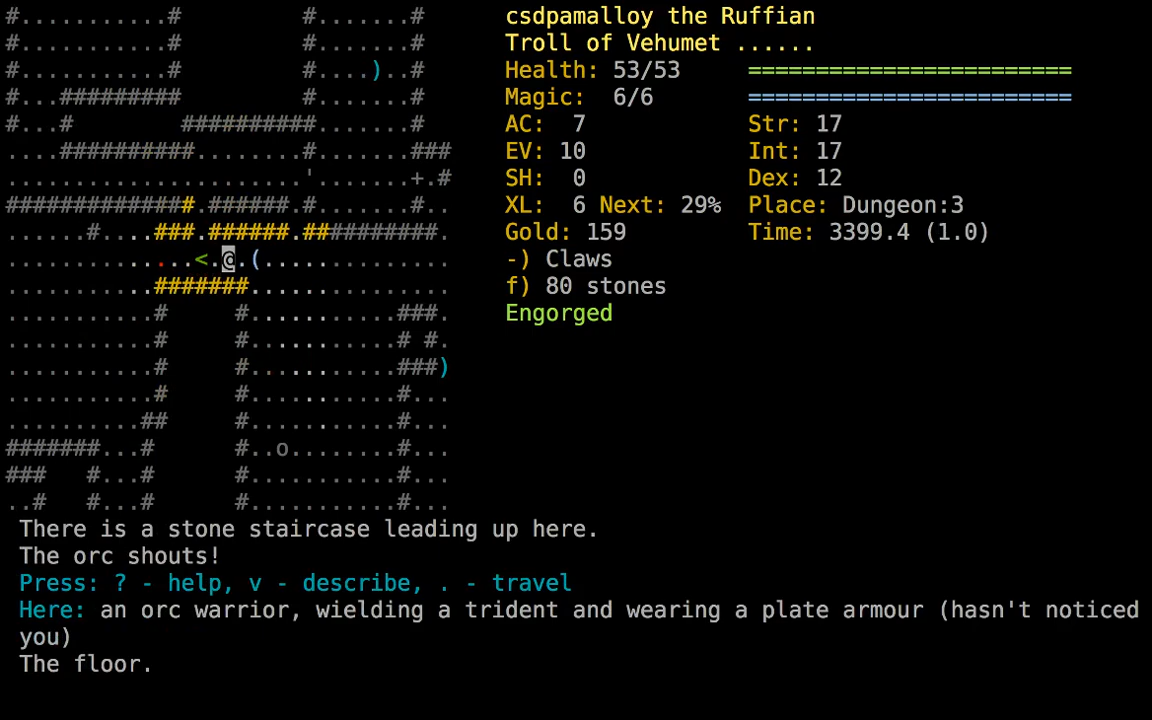 #...........#         #.......#   csdpamalloy the Ruffian
#...........#         #.......#   Troll of Vehumet ......
#...........#         #....)..#   Health: 53/53     ========================
#...#########         #.......#   Magic:  6/6      ========================
#...#        ##########.......#   AC:  7            Str: 17
....##########........#.......### EV: 10            Int: 17
......................'.......+.# SH:  0            Dex: 12
##############.######.#.......#.. XL:  6 Next: 29%  Place: Dungeon:3
......#  ....###.######.##########. Gold: 159         Time: 3399.4 (1.0)
..............<.@.(.............. -) Claws
...........#######............... f) 80 stones
...........#     #...........###. Engorged
...........#     #...........# #.
...........#     #...........###)
...........#     #...........#...
..........##     #...........#...
#######...#      #..o........#...
###   #...#      #...........#...
..#   #...#      #...........#...
There is a stone staircase leading up here.
The orc shouts!
Press: ? - help, v - describe, . - travel
Here: an orc warrior, wielding a trident and wearing a plate armour (hasn't noticed
you)
The floor.